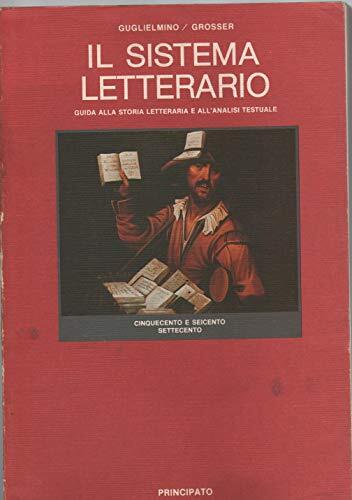 GUGLIELMINO / GROSSER
IL SISTEMA
LETTERARIO
GUIDA ALLA STORIA LETTERARIA E ALL'ANALISI TESTUALE
CINQUECENTO E SEICENTO
SETTECENTO
PRINCIPATO